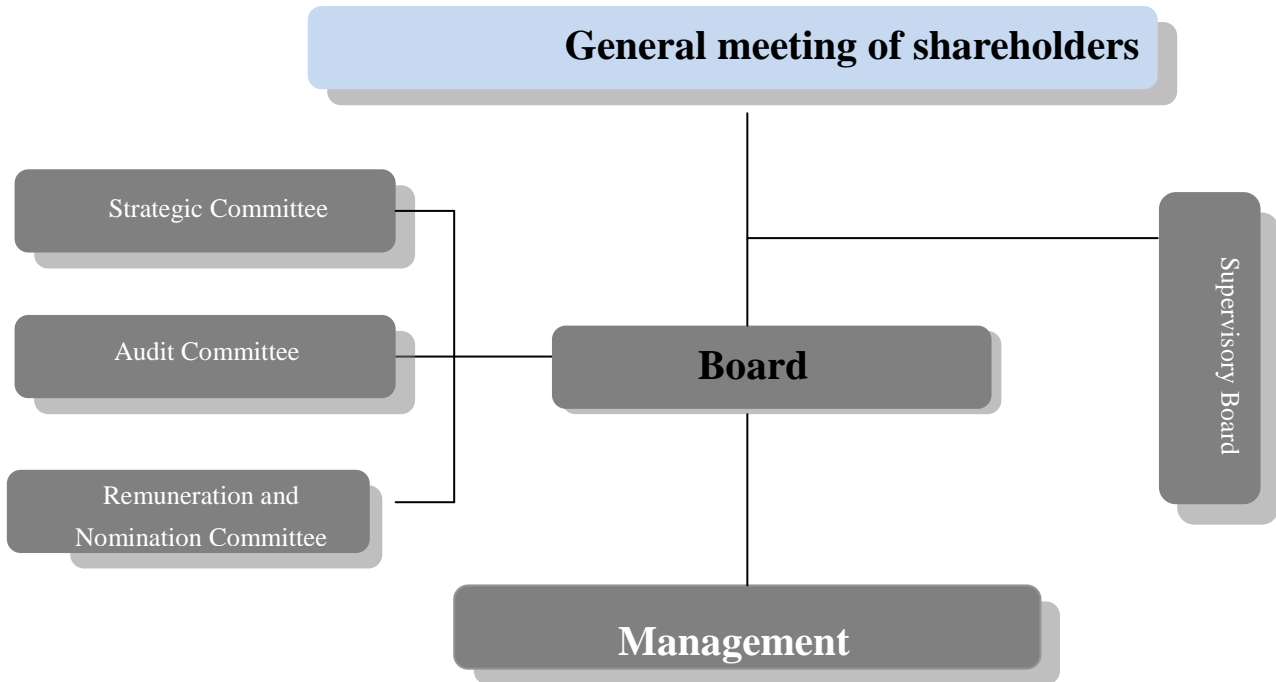 General meeting of shareholders
Strategic Committee
Supervisory Board
Audit Committee
Board
Remuneration and
Nomination Committee
Management